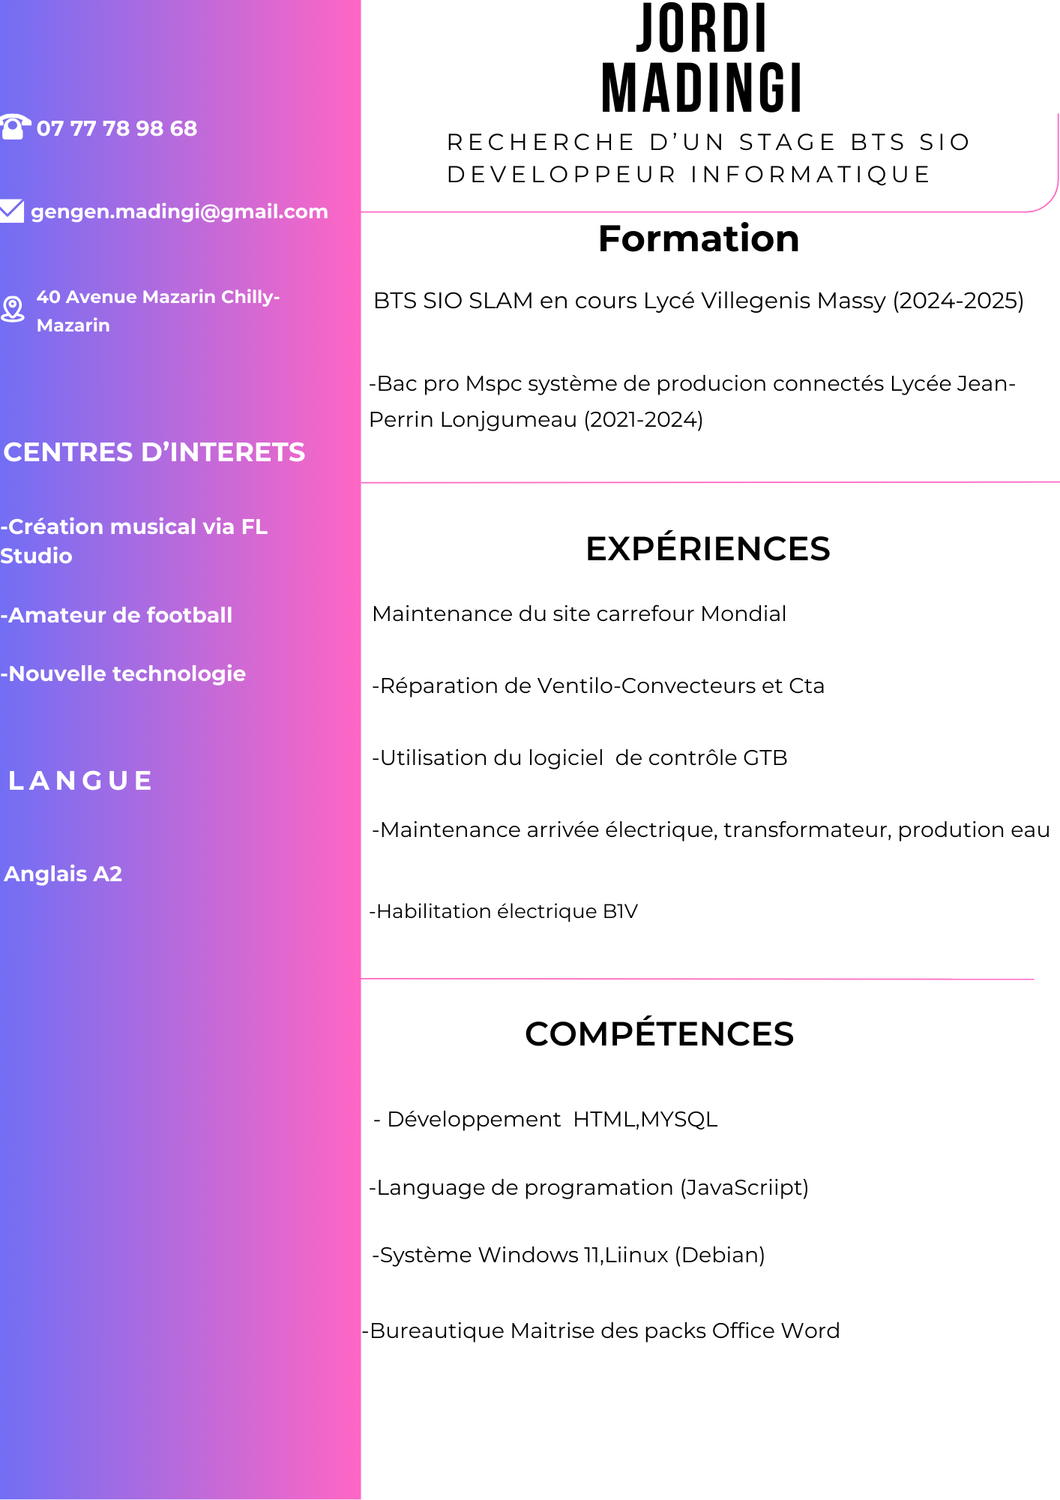 07 77 78 98 68
gengen.madingi@gmail.com
40 Avenue Mazarin Chilly-
Mazarin
CENTRES D’INTERETS
-Création musical via FL
Studio
-Amateur de football
-Nouvelle technologie
LANGUE
Anglais A2
JORDI
MADINGI
RECHERCHE D’UN STAGE BTS SIO
DEVELOPPEUR INFORMATIQUE
Formation
BTS SIO SLAM en cours Lycé Villegenis Massy (2024-2025)
-Bac pro Mspc système de producion connectés Lycée Jean-
Perrin Lonjgumeau (2021-2024)
EXPÉRIENCES
Maintenance du site carrefour Mondial
-Réparation de Ventilo-Convecteurs et Cta
-Utilisation du logiciel  de contrôle GTB
-Maintenance arrivée électrique, transformateur, prodution eau
-Habilitation électrique B1V
COMPÉTENCES
- Développement  HTML,MYSQL
-Language de programation (JavaScriipt)
-Système Windows 11,Liinux (Debian)
-Bureautique Maitrise des packs Office Word